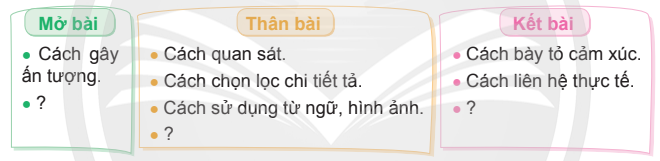 Mở bài
• Cách gây
ấn tượng.
• ?
Thân bài
• Cách quan sát.
• Cách chọn lọc chi tiết tả.
• Cách sử dụng từ ngữ, hình ảnh.
• ?
Kết bài
• Cách bày tỏ cảm xúc.
• Cách liên hệ thực tế.
• ?